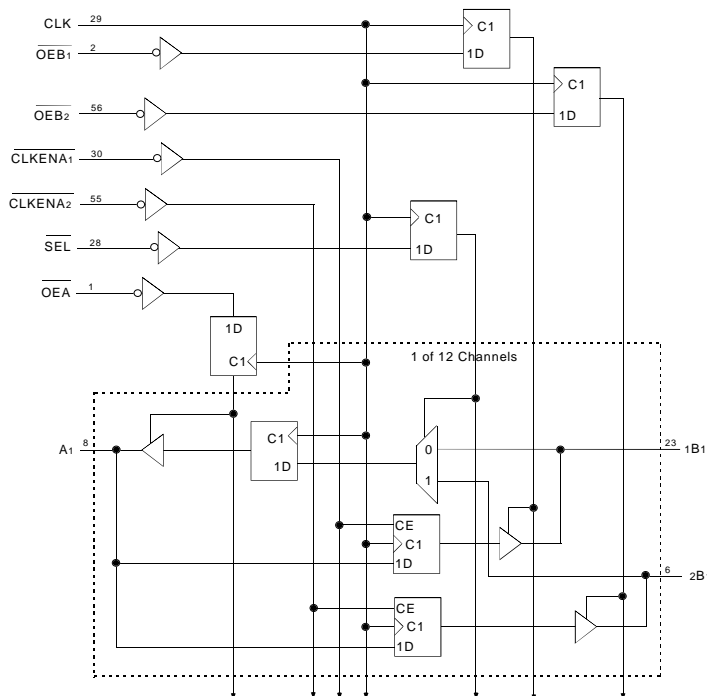 CLK 29
C1
OEB1 2
1D
C1
OEB2 56
1D
CLKENA1 30
CLKENA2 55
C1
SEL 28
1D
OEA 1
1D
C1
1 of 12 Channels
A1 8
C1
1D
0
1
23 1B1
CE
C1
1D
6 2B
CE
C1
1D